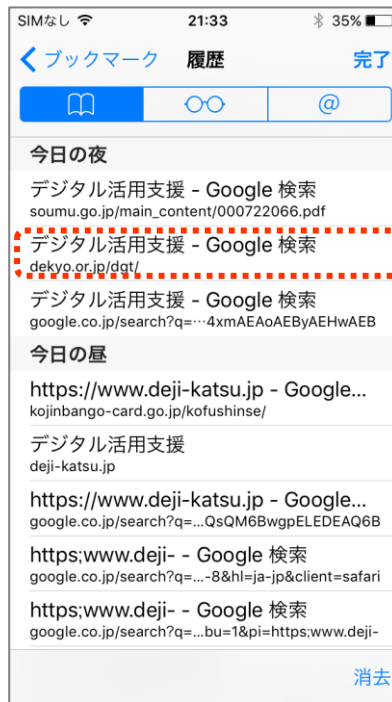 SIMなし 21:33 35%
ブックマーク 履歴 完了
@
今日の夜
デジタル活用支援 - Google 検索
soumu.go.jp/main_content/000722066.pdf
デジタル活用支援 - Google 検索
dekyo.or.jp/dgt/
デジタル活用支援 - Google 検索
google.co.jp/search?q=…4xmAEAoAEByAEHwAEB
今日の昼
https://www.deji-katsu.jp - Google...
kojinbango-card.go.jp/kofushinse/
デジタル活用支援
deji-katsu.jp
https://www.deji-katsu.jp - Google...
google.co.jp/search?q=...QsQM6BwgpELEDEAQ6B
https;www.deji- - Google 検索
google.co.jp/search?q=...-8&hl=ja-jp&client=safari
https;www.deji- - Google 検索
google.co.jp/search?q=...bu=1&pi=https;www.deji-
消去